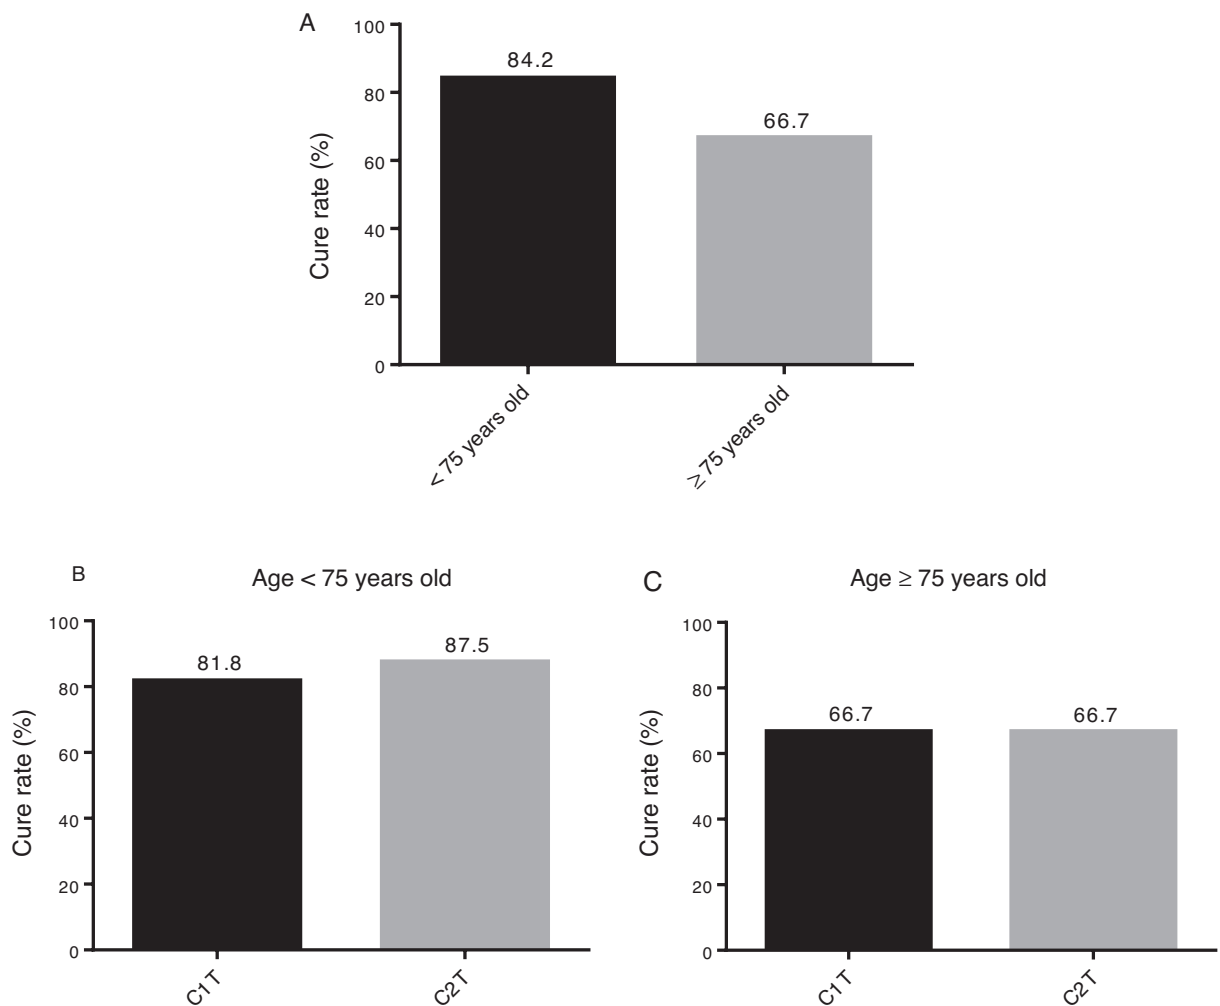 A
100
84.2
80
66.7
60
40
20
0
Cure rate (%)
< 75 years old
≥ 75 years old
B
Age < 75 years old
100
87.5
81.8
80
60
40
20
0
Cure rate (%)
C1T
C2T
C
Age ≥ 75 years old
100
80
66.7
66.7
60
40
20
0
Cure rate (%)
C1T
C2T